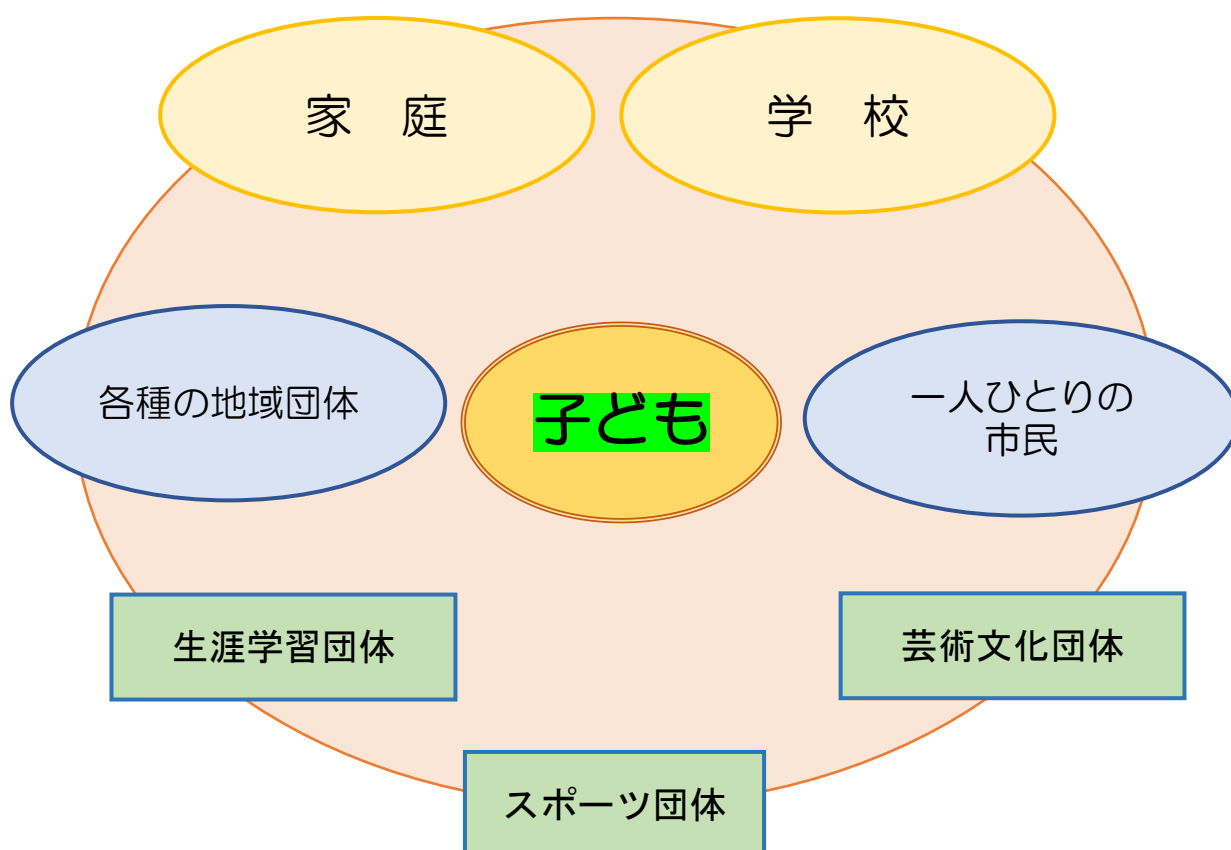 家　庭
学　校
各種の地域団体
子ども
一人ひとりの
市民
生涯学習団体
芸術文化団体
スポーツ団体